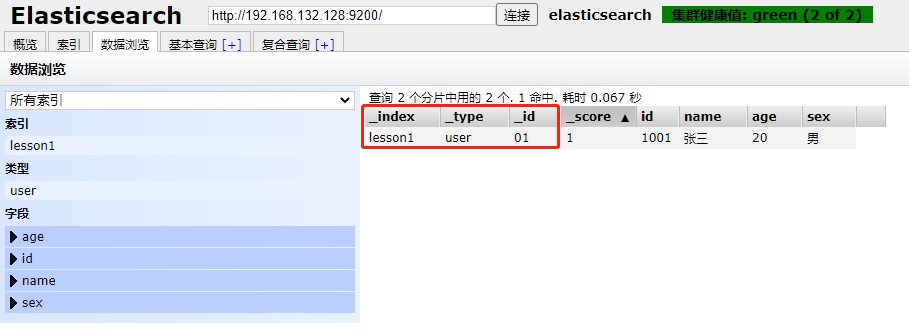 Elasticsearch http://192.168.132.128:9200/ 连接 elasticsearch 集群健康值: green (2 of 2)
概览 索引 数据浏览 基本查询 [+] 复合查询 [+]
数据浏览
所有索引
索引
lesson1
类型
user
字段
age
id
name
sex
查询 2 个分片中用的 2 个. 1 命中. 耗时 0.067 秒
_index _type _id _score ▲ id name age sex
lesson1 user 01 1 1001 张三 20 男